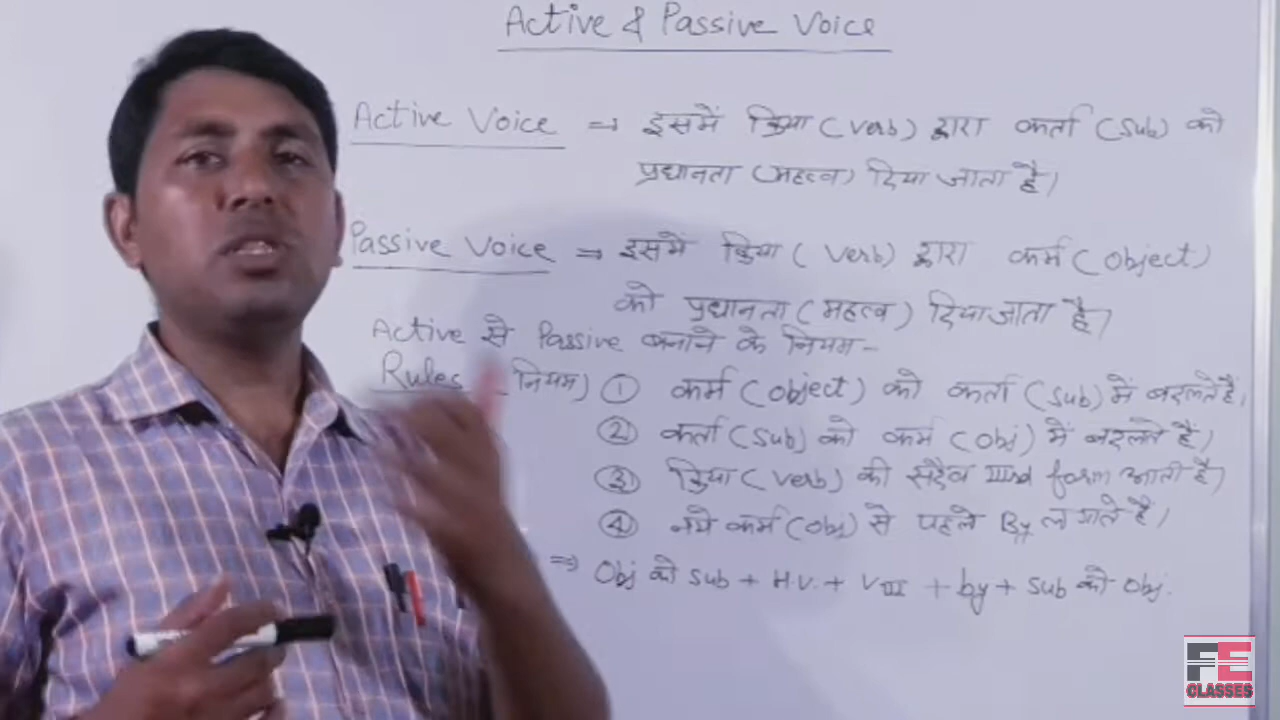 Active & Passive Voice
Active Voice ⇒ इसमें क्रिया (Verb) द्वारा कर्ता (Sub) को
प्रधानता (महत्व) दिया जाता है।
Passive Voice ⇒ इसमें क्रिया (Verb) द्वारा कर्म (Object)
को प्रधानता (महत्व) दिया जाता है।
Active से Passive बनाने के नियम -
Rules (नियम) ① कर्म (Object) को कर्ता (Sub) में बदलते हैं।
② कर्ता (Sub) को कर्म (Obj) में बदलते है।
③ क्रिया (Verb) की सदैव IIIrd form आती है।
④ नये कर्म (Obj) से पहले By लगाते है।
⇒ Obj को Sub + H.V. + VIII + by + Sub को Obj.
FE
CLASSES